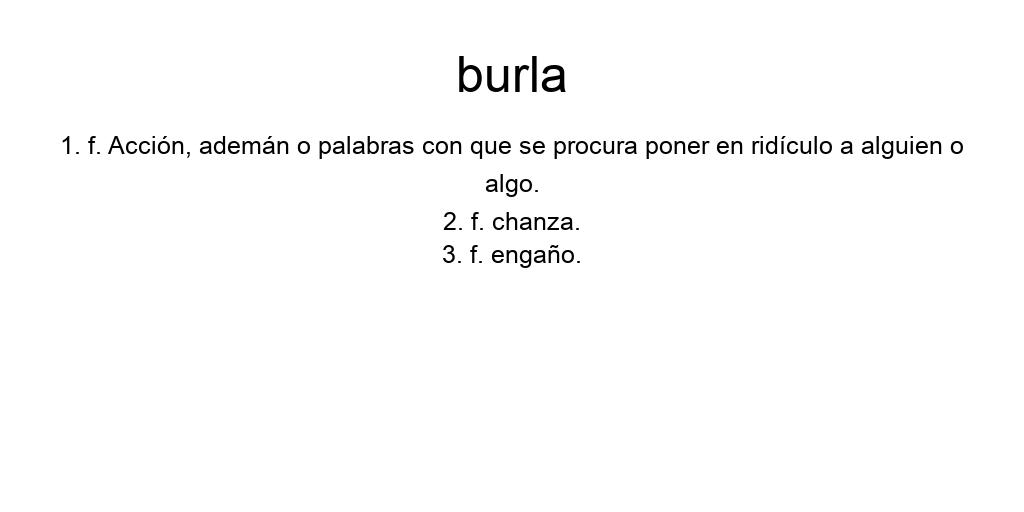 burla
1. f. Acción, ademán o palabras con que se procura poner en ridículo a alguien o
algo.
2. f. chanza.
3. f. engaño.